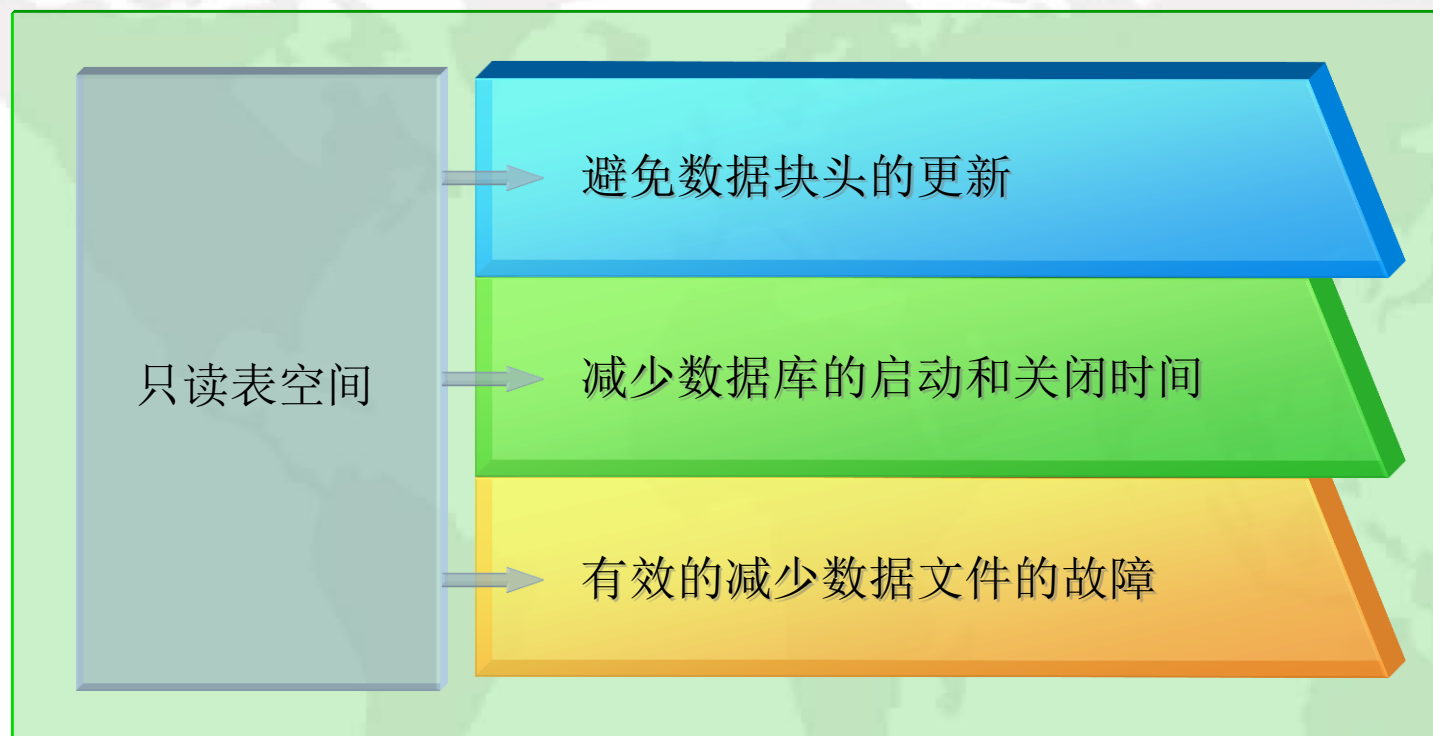 避免数据块头的更新
只读表空间
减少数据库的启动和关闭时间
有效的减少数据文件的故障